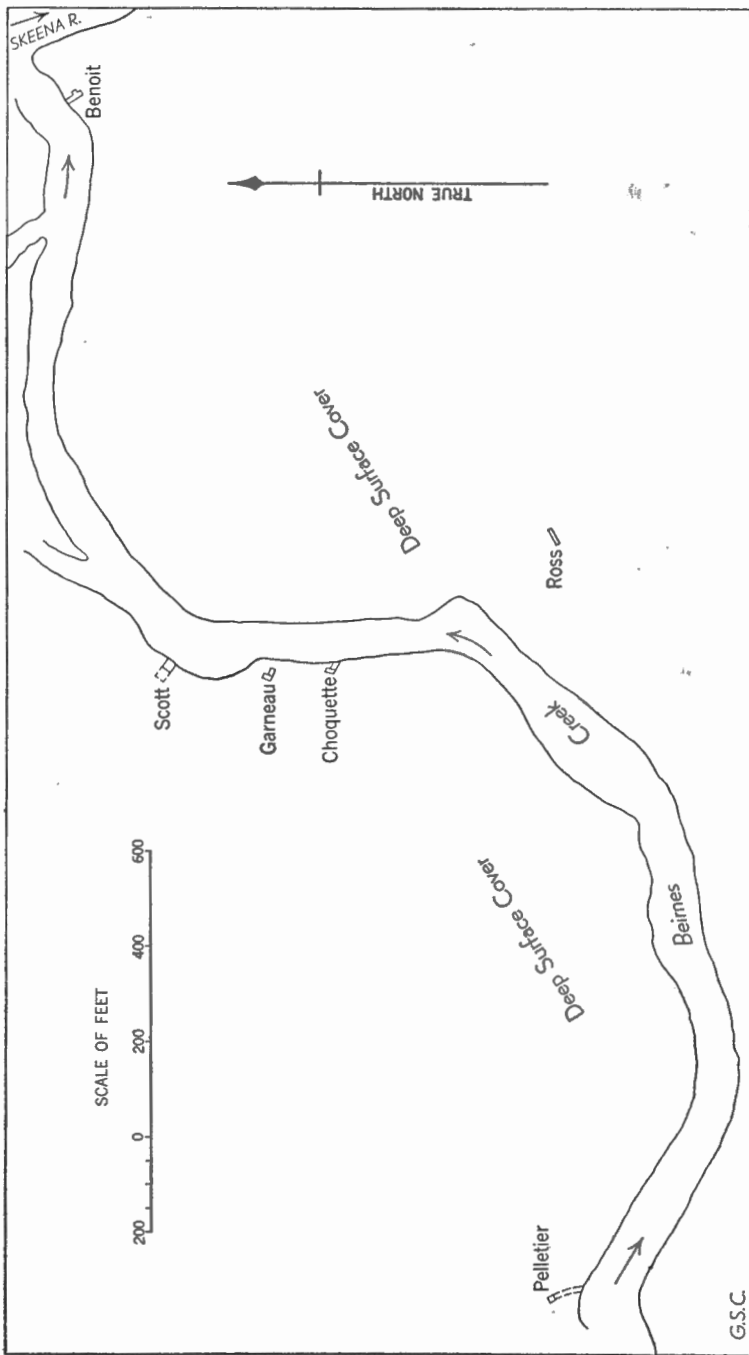 SKEENA R.
Benoit
TRUE NORTH
Deep Surface Cover
Ross
Scott
Garneau
Choquette
Creek
SCALE OF FEET
200 0 200 400 600
Deep Surface Cover
Beirnes
Pelletier
G.S.C.